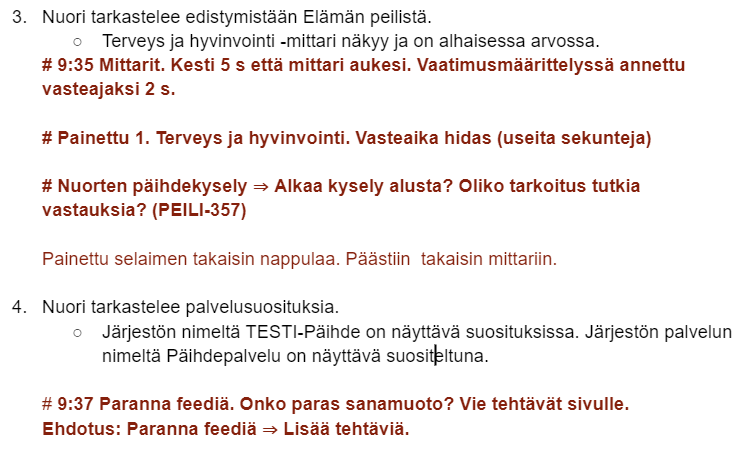 3. Nuori tarkastelee edistymistään Elämän peilistä.
○ Terveys ja hyvinvointi -mittari näkyy ja on alhaisessa arvossa.
# 9:35 Mittarit. Kesti 5 s että mittari aukesi. Vaatimusmäärittelyssä annettu
vasteajaksi 2 s.
# Painettu 1. Terveys ja hyvinvointi. Vasteaika hidas (useita sekunteja)
# Nuorten päihdekysely ⇒ Alkaa kysely alusta? Oliko tarkoitus tutkia
vastauksia? (PEILI-357)
Painettu selaimen takaisin nappulaa. Päästiin  takaisin mittariin.
4. Nuori tarkastelee palvelusuosituksia.
○ Järjestön nimeltä TESTI-Päihde on näyttävä suosituksissa. Järjestön palvelun
nimeltä Päihdepalvelu on näyttävä suositeltuna.
# 9:37 Paranna feediä. Onko paras sanamuoto? Vie tehtävät sivulle.
Ehdotus: Paranna feediä ⇒ Lisää tehtäviä.